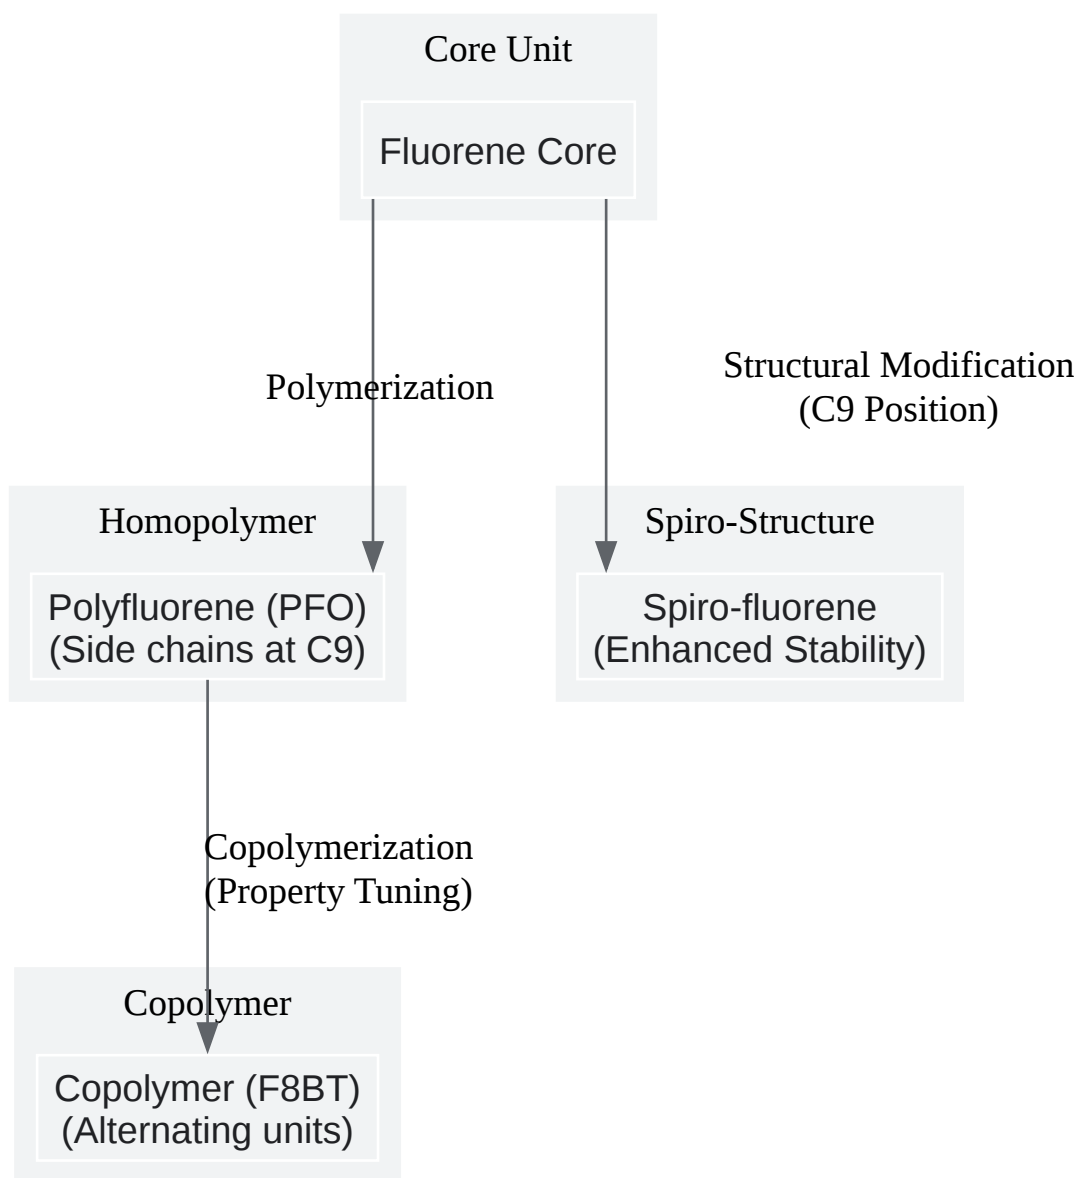 Core Unit
Fluorene Core
Polymerization
Structural Modification
(C9 Position)
Homopolymer
Polyfluorene (PFO)
(Side chains at C9)
Spiro-Structure
Spiro-fluorene
(Enhanced Stability)
Copolymerization
(Property Tuning)
Copolymer
Copolymer (F8BT)
(Alternating units)